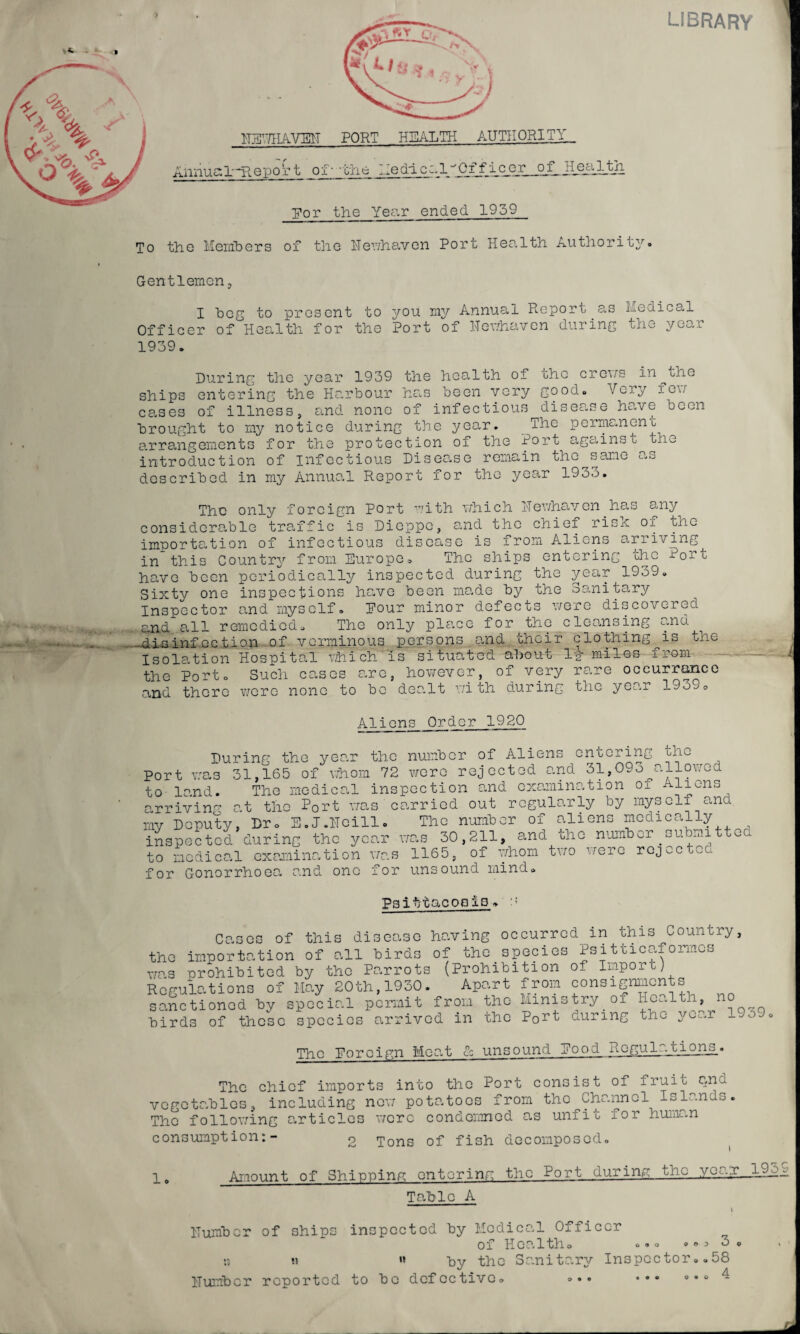 LIBRARY
NEWHAVEN PORT HEALTH AUTHORITY
Annual Report of the Medical Officer of Health
For the Year ended 1939
To the Members of the Newhaven Port Health Authority.
Gentlemen,
I beg to present to you my Annual Report as Medical
Officer of Health for the Port of Newhaven during the year
1939.
During the year 1939 the health of the crews in the
ships entering the Harbour has been very good. Very few
cases of illness, and none of infectious disease have been
brought to my notice during the year. The permanent
arrangements for the protection of the Port against the
introduction of Infectious Disease remain the same as
described in my Annual Report for the year 1933.
The only foreign Port with which Newhaven has any
considerable traffic is Dieppe, and the chief risk of the
importation of infectious disease is from Aliens arriving
in this Country from Europe. The ships entering the Port
have been periodically inspected during the year 1939.
Sixty one inspections have been made by the Sanitary
Inspector and myself. Four minor defects were discovered
and all remedied. The only place for the cleansing and
disinfection of verminous persons and their clothing is the
Isolation Hospital which is situated about 1½ miles from
the Port. Such cases are, however, of very rare occurrance
and there were none to be dealt with during the year 1939.
Aliens Order 1920
During the year the number of Aliens entering the
Port was 31,165 of whom 72 were rejected and 31,093 allowed
to land. The medical inspection and examination of Aliens
arriving at the Port was carried out regularly by myself and
my Deputy, Dr. E.J.Neill. The number of aliens medically
inspected during the year was 30,211, and the number submitted
to medical examination was 1165, of whom two were rejected
for Gonorrhoea and one for unsound mind.
Psittacosis.
Cases of this disease having occurred in this Country,
the importation of all birds of the species Psitticaformes
was prohibited by the Parrots (Prohibition of Import)
Regulations of May 20th,1930. Apart from consignments
sanctioned by special permit from the Ministry of Health, no
birds of these species arrived in the Port during the year 1939.
The Foreign Meat & unsound Food Regulations.
The chief imports into the Port consist of fruit and
vegetables, including new potatoes from the Channel Islands.
The following articles were condemned as unfit for human
consumption:- 2 Tons of fish decomposed.
1. Amount of Shipping entering the Port during the year 1939
Table A
Number of ships inspected by Medical Officer
of Health. ... ... 3.
" " " by the Sanitary Inspector..58
Number reported to be defective. ... ... ... 4